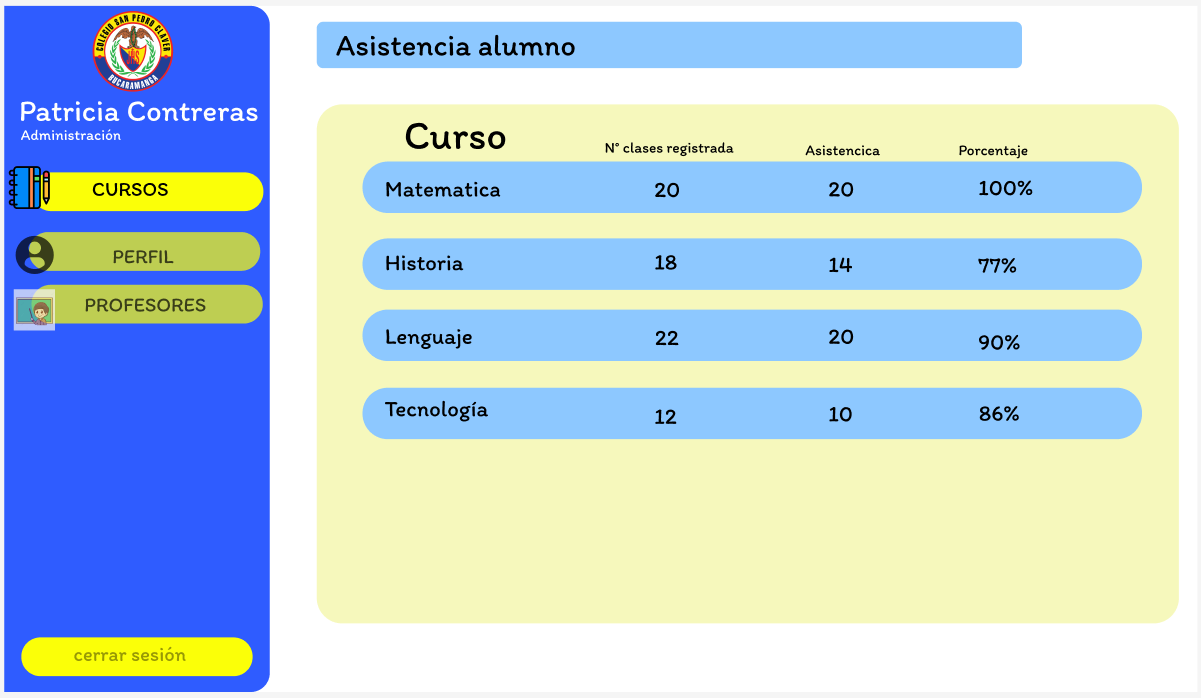 COLEGIO SAN PEDRO CLAVER
BUCARAMANGA
Patricia Contreras
Administración
CURSOS
PERFIL
PROFESORES
cerrar sesión
Asistencia alumno
Curso N° clases registrada Asistencica Porcentaje
Matematica 20 20 100%
Historia 18 14 77%
Lenguaje 22 20 90%
Tecnología 12 10 86%